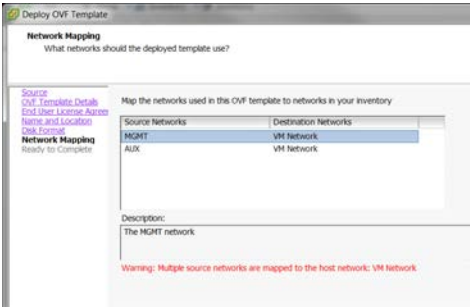 Deploy OVF Template
Network Mapping
What networks should the deployed template use?
Source
OVF Template Details
End User License Agreer
Name and Location
Disk Format
Network Mapping
Ready to Complete
Map the networks used in this OVF template to networks in your inventory
Source Networks Destination Networks
MGMT VM Network
AUX VM Network
Description:
The MGMT network
Warning: Multiple source networks are mapped to the host network: VM Network